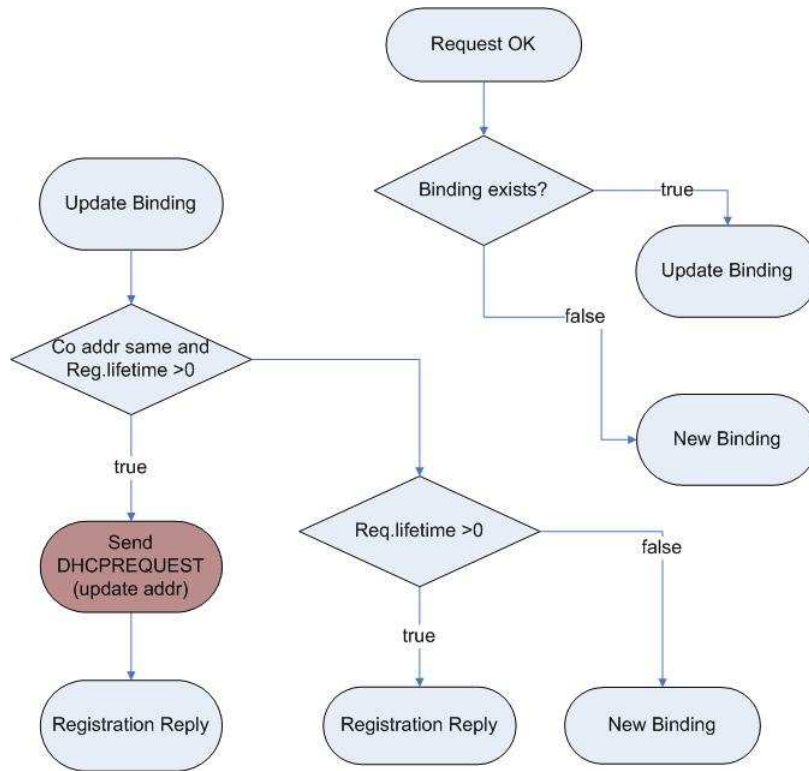 Request OK
Binding exists?
true
Update Binding
false
New Binding
Update Binding
Co addr same and
Reg.lifetime >0
true
Send
DHCPREQUEST
(update addr)
Registration Reply
Req.lifetime >0
true
false
Registration Reply
New Binding